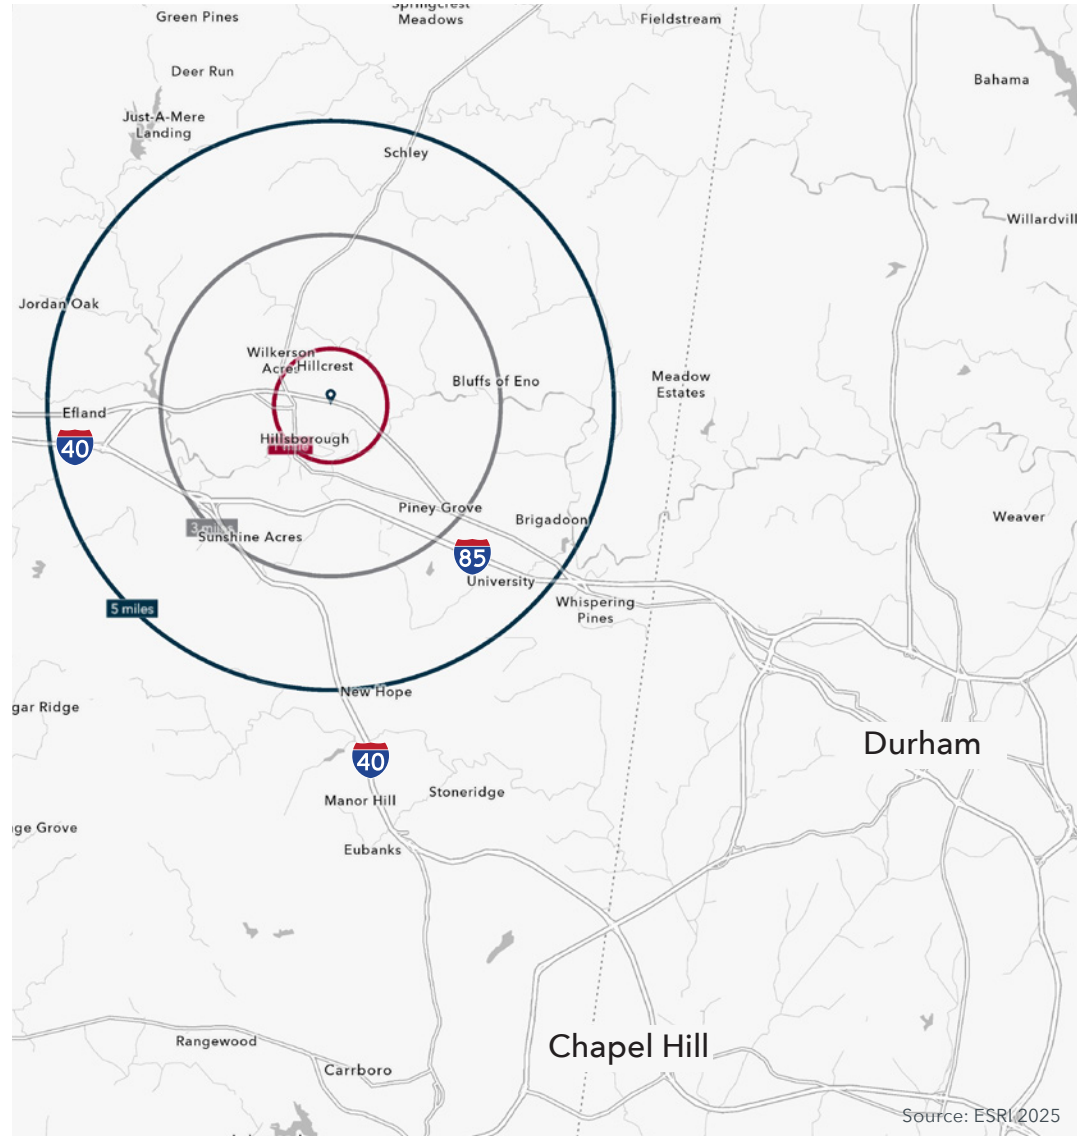 Springcrest
Meadows
Green Pines
Fieldstream
Deer Run
Bahama
Just-A-Mere
Landing
Schley
Willardvill
Jordan Oak
Wilkerson
Acres
Hillcrest
Bluffs of Eno
Meadow
Estates
Efland
40
Hillsborough
1 mile
Piney Grove
Brigadoon
Weaver
3 miles
Sunshine Acres
85
University
Whispering
Pines
5 miles
New Hope
gar Ridge
Durham
40
Stoneridge
Manor Hill
ge Grove
Eubanks
Rangewood
Chapel Hill
Carrboro
Source: ESRI 2025